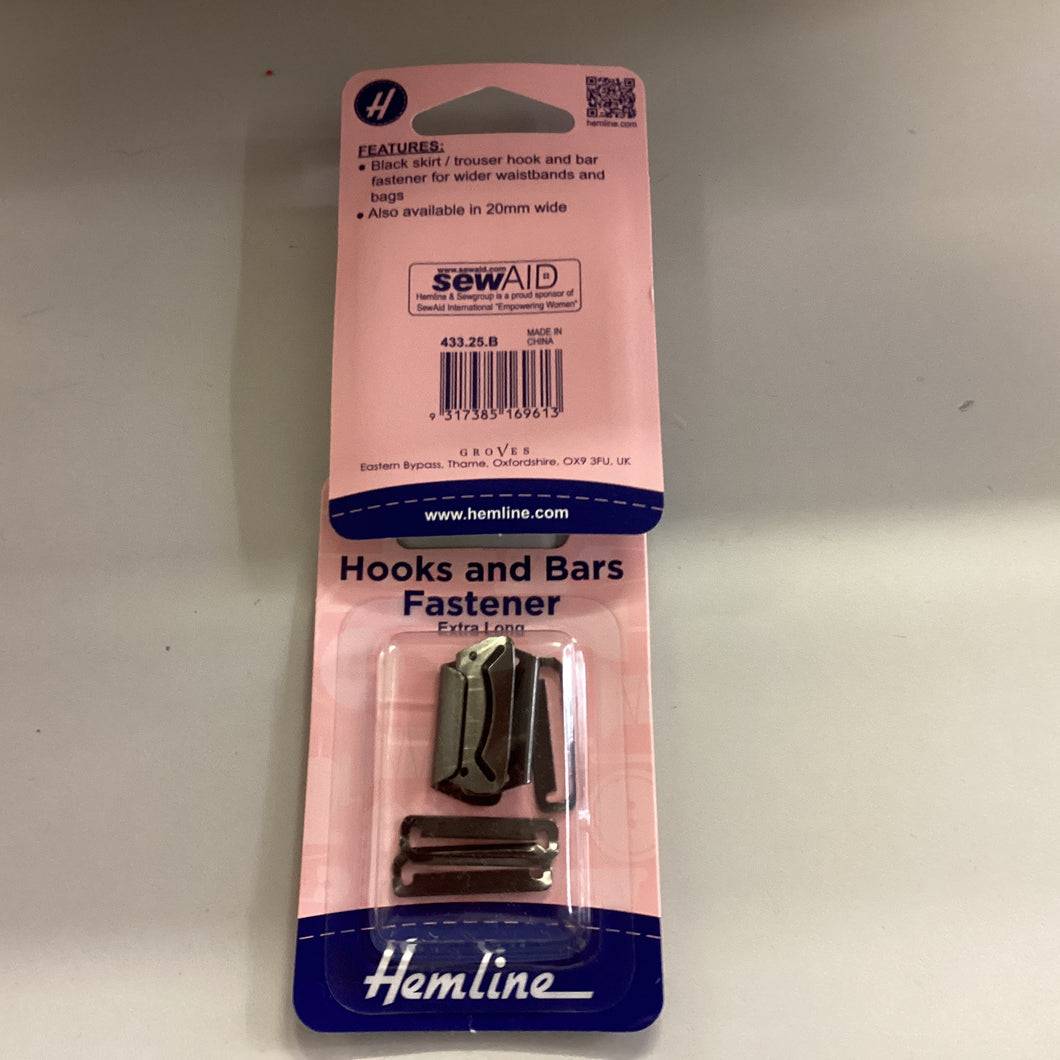 H
hemline.com
FEATURES:
• Black skirt / trouser hook and bar
fastener for wider waistbands and
bags
• Also available in 20mm wide
www.sewaid.com
sewAID
Hemline & Sewgroup is a proud sponsor of
SewAid International "Empowering Women"
433.25.B
MADE IN
CHINA
9 317385 169613
GROVES
Eastern Bypass, Thame, Oxfordshire, OX9 3FU, UK
www.hemline.com
Hooks and Bars
Fastener
Extra Long
Hemline